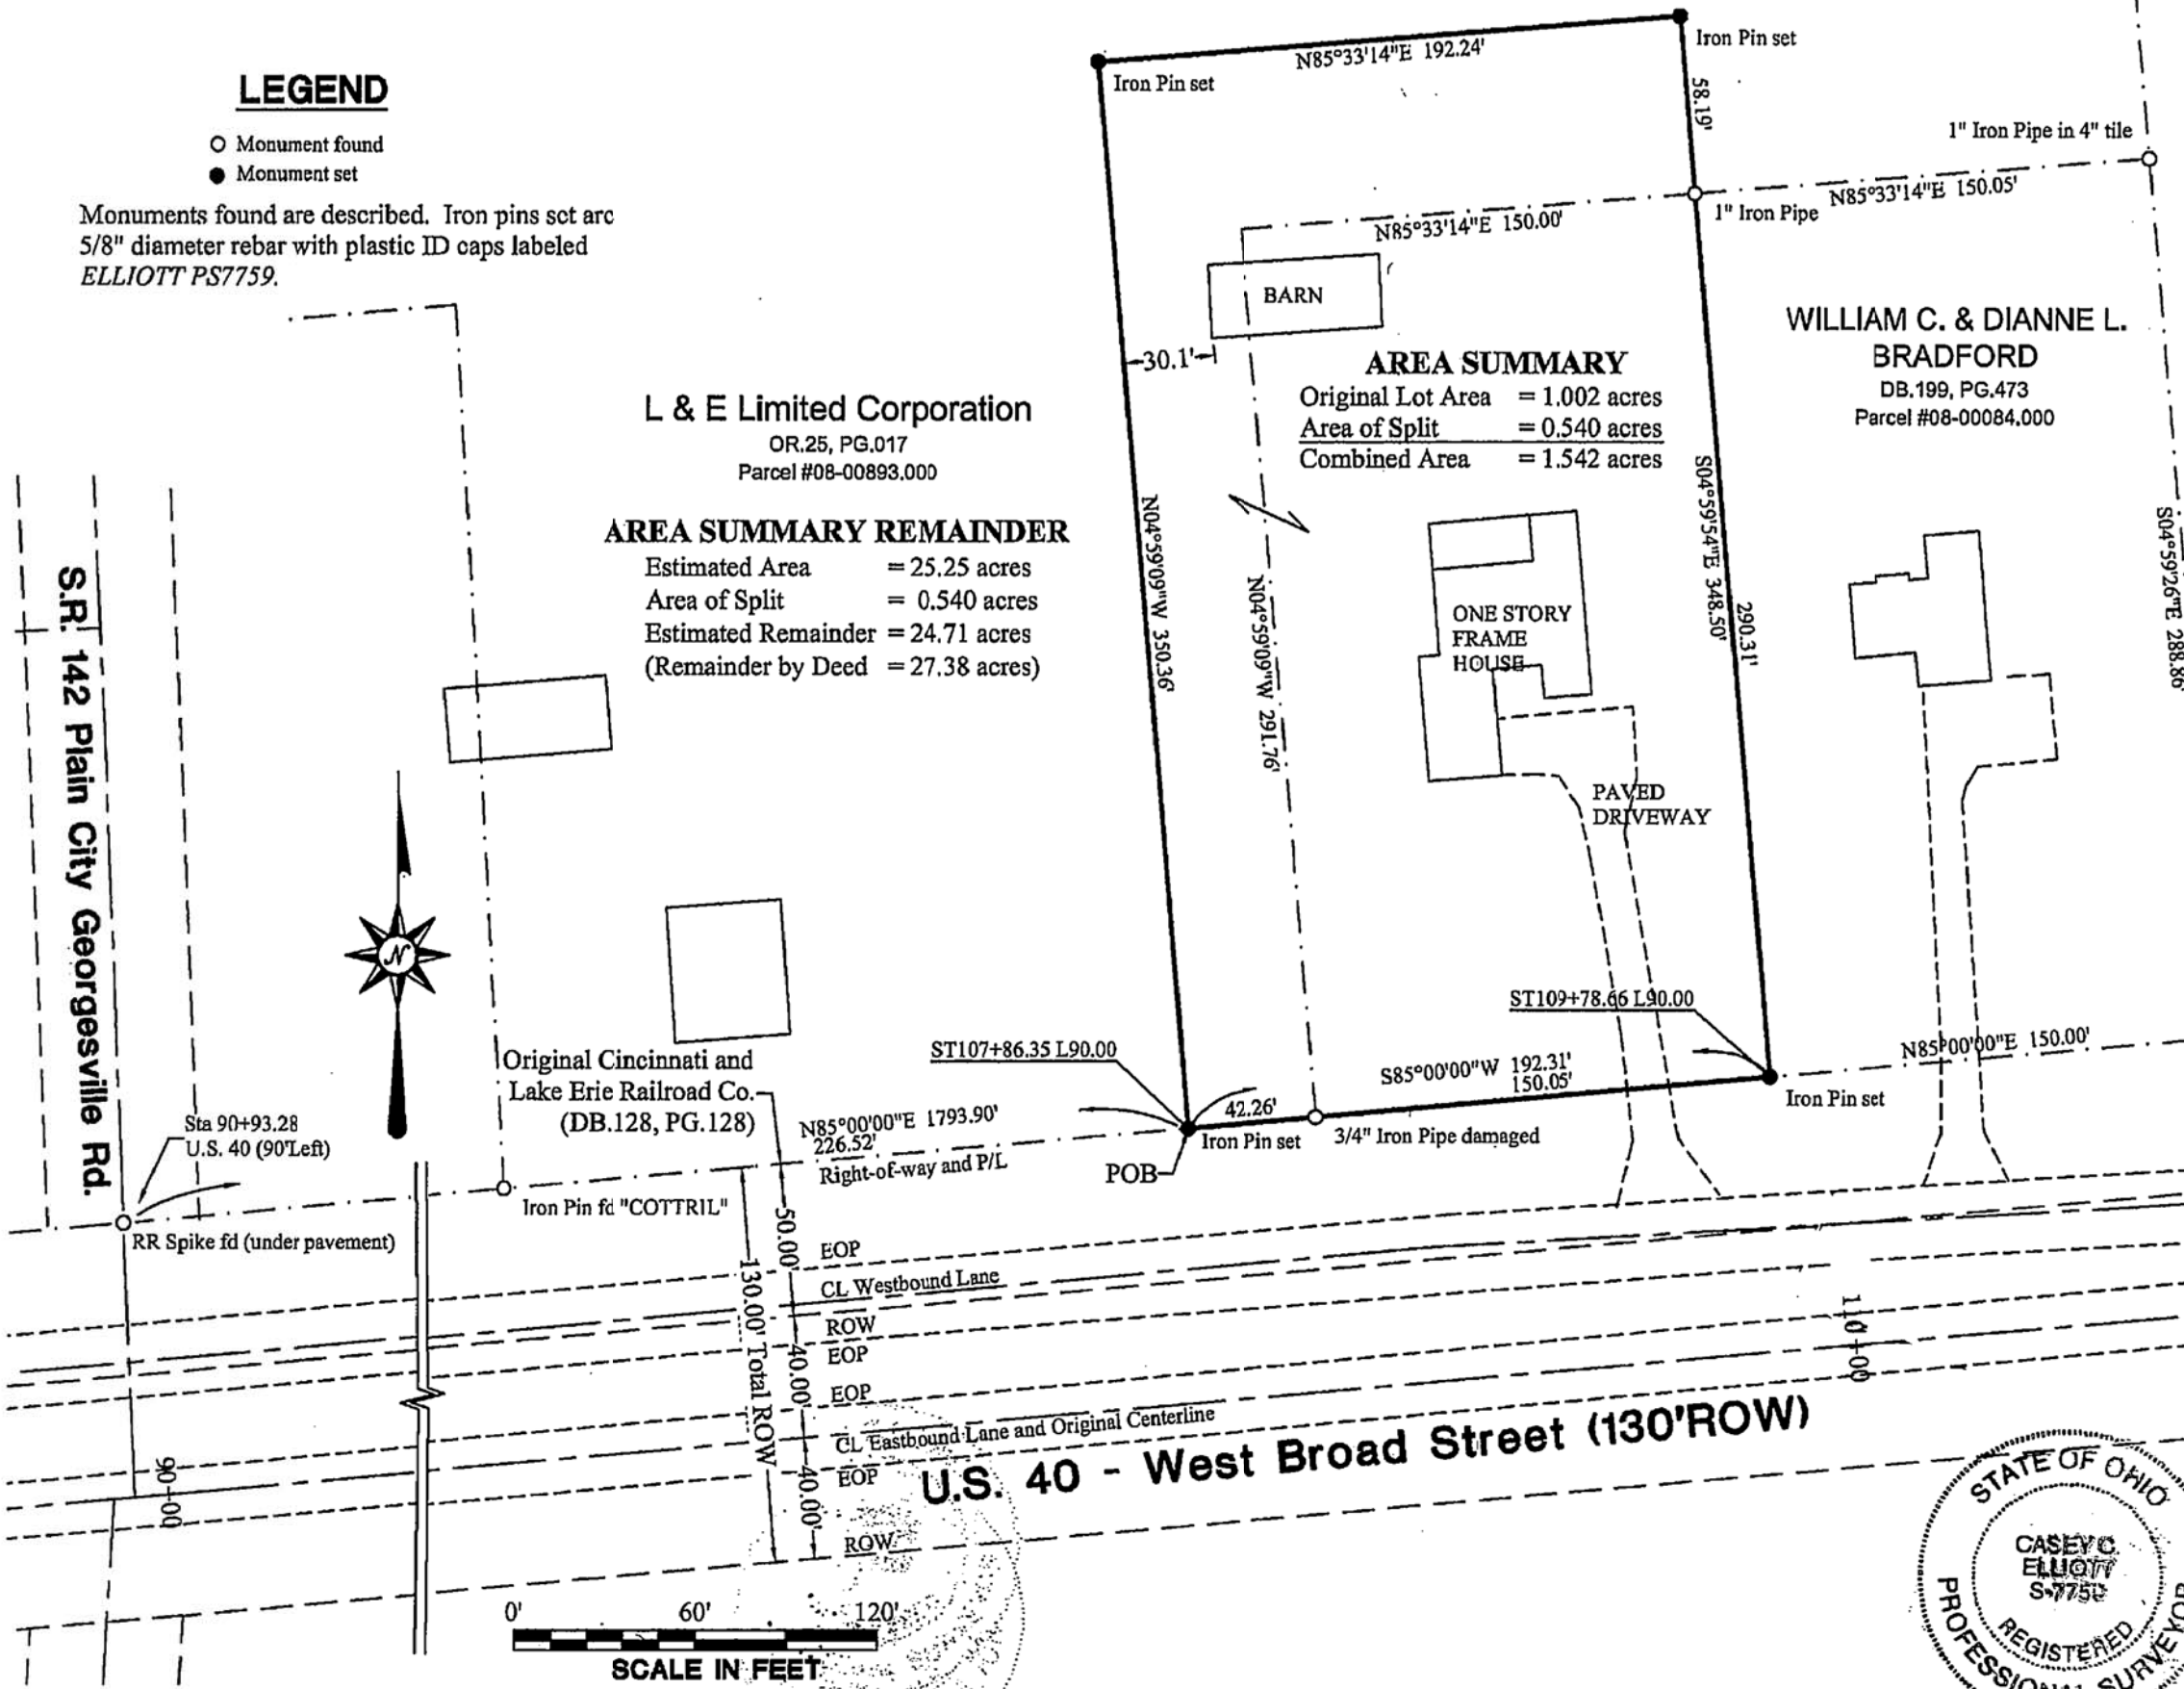 LEGEND
Monument found
Monument set
Monuments found are described. Iron pins set are
5/8" diameter rebar with plastic ID caps labeled
ELLIOTT PS7759.
N85°33'14"E 192.24'
Iron Pin set
Iron Pin set
58.19'
1" Iron Pipe in 4" tile
N85°33'14"E 150.00'
1" Iron Pipe
N85°33'14"E 150.05'
BARN
30.1'
AREA SUMMARY
Original Lot Area = 1.002 acres
Area of Split = 0.540 acres
Combined Area = 1.542 acres
WILLIAM C. & DIANNE L.
BRADFORD
DB.199, PG.473
Parcel #08-00084.000
L & E Limited Corporation
OR.25, PG.017
Parcel #08-00893.000
AREA SUMMARY REMAINDER
Estimated Area = 25.25 acres
Area of Split = 0.540 acres
Estimated Remainder = 24.71 acres
(Remainder by Deed = 27.38 acres)
N04°59'09"W 350.36'
N04°59'09"W 291.76'
S04°59'54"E 348.50'
290.31'
S04°59'26"E 288.86'
ONE STORY
FRAME
HOUSE
PAVED
DRIVEWAY
S.R. 142 Plain City Georgesville Rd.
N
Original Cincinnati and
Lake Erie Railroad Co.
(DB.128, PG.128)
ST107+86.35 L90.00
ST109+78.66 L90.00
S85°00'00"W 192.31'
150.05'
42.26'
N85°00'00"E 150.00'
Iron Pin set
Iron Pin set
3/4" Iron Pipe damaged
POB
Sta 90+93.28
U.S. 40 (90'Left)
N85°00'00"E 1793.90'
226.52'
Right-of-way and P/L
Iron Pin fd "COTTRIL"
RR Spike fd (under pavement)
50.00'
130.00' Total ROW
40.00'
40.00'
EOP
CL Westbound Lane
ROW
EOP
EOP
CL Eastbound Lane and Original Centerline
EOP
ROW
90+00
110+00
U.S. 40 - West Broad Street (130'ROW)
0' 60' 120'
SCALE IN FEET
STATE OF OHIO
CASEY C.
ELLIOTT
REGISTERED
PROFESSIONAL SURVEYOR